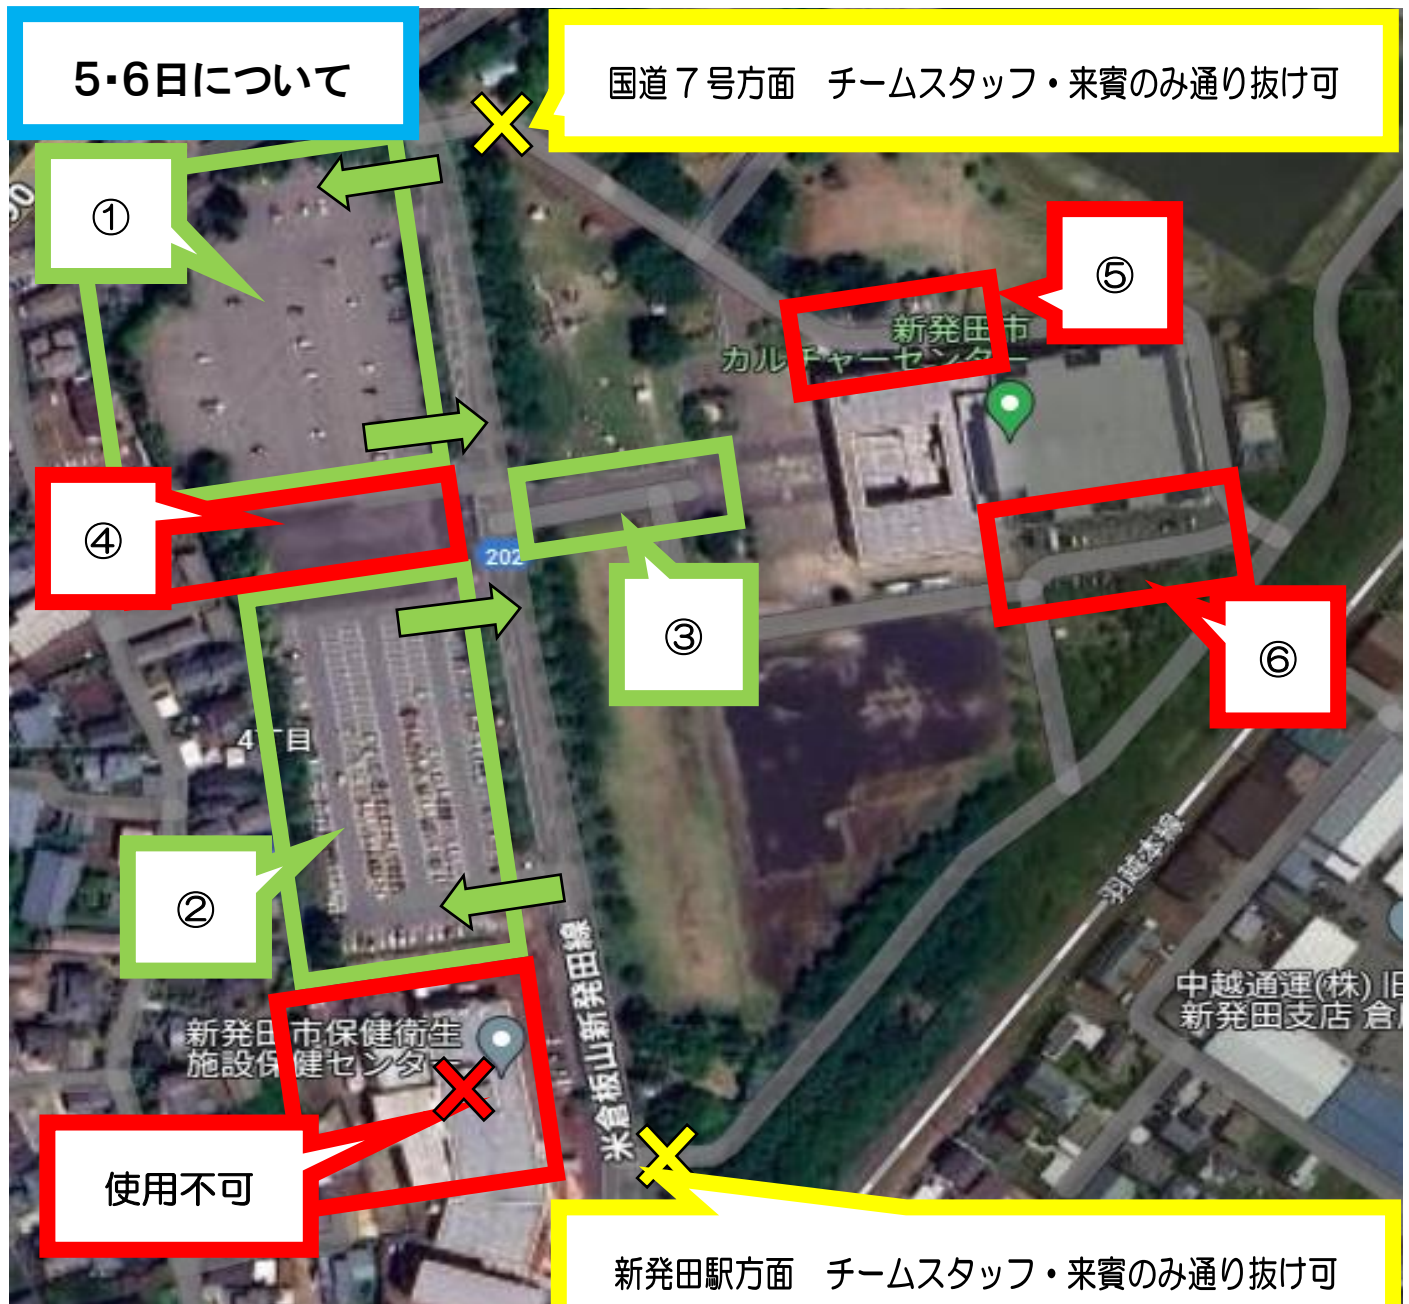 5・6日について
国道７号方面　チームスタッフ・来賓のみ通り抜け可
①
⑤
新発田市
カルチャーセンター
④
202
③
⑥
4丁目
②
羽越本線
米倉板山新発田線
中越通運(株) 旧
新発田支店 倉
新発田市保健衛生
施設保健センター
使用不可
新発田駅方面　チームスタッフ・来賓のみ通り抜け可